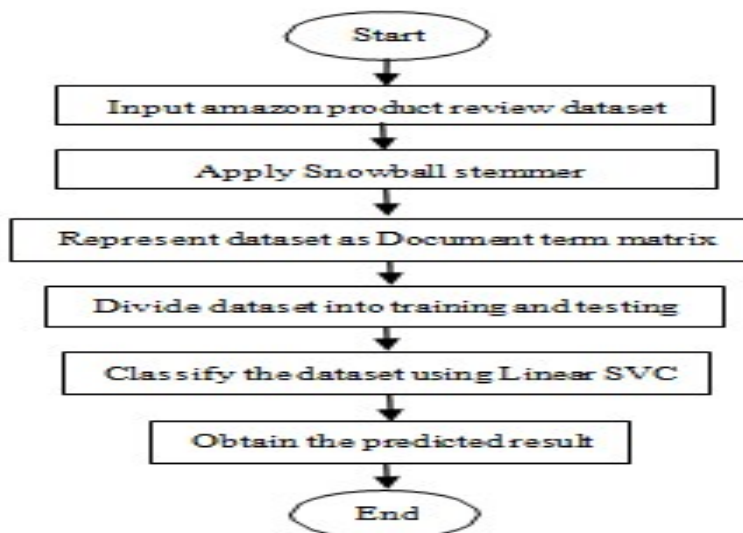 Start
Input amazon product review dataset
Apply Snowball stemmer
Represent dataset as Document term matrix
Divide dataset into training and testing
Classify the dataset using Linear SVC
Obtain the predicted result
End